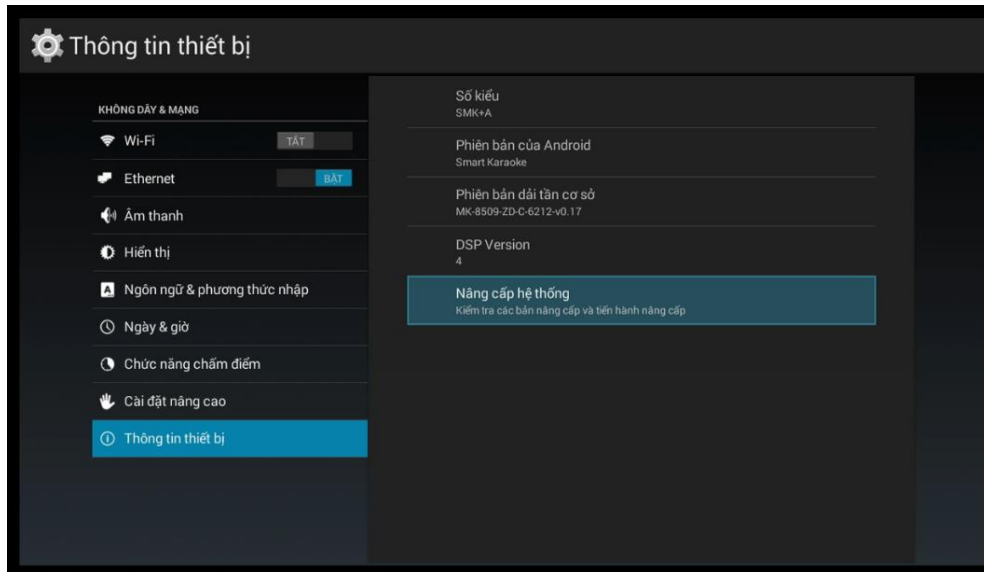 Thông tin thiết bị
KHÔNG DÂY & MẠNG
Wi-Fi
TẮT
Ethernet
BẬT
Âm thanh
Hiển thị
Ngôn ngữ & phương thức nhập
Ngày & giờ
Chức năng chấm điểm
Cài đặt nâng cao
Thông tin thiết bị
Số kiểu
SMK+A
Phiên bản của Android
Smart Karaoke
Phiên bản dải tần cơ sở
MK-8509-ZD-C-6212-v0.17
DSP Version
4
Nâng cấp hệ thống
Kiểm tra các bản nâng cấp và tiến hành nâng cấp